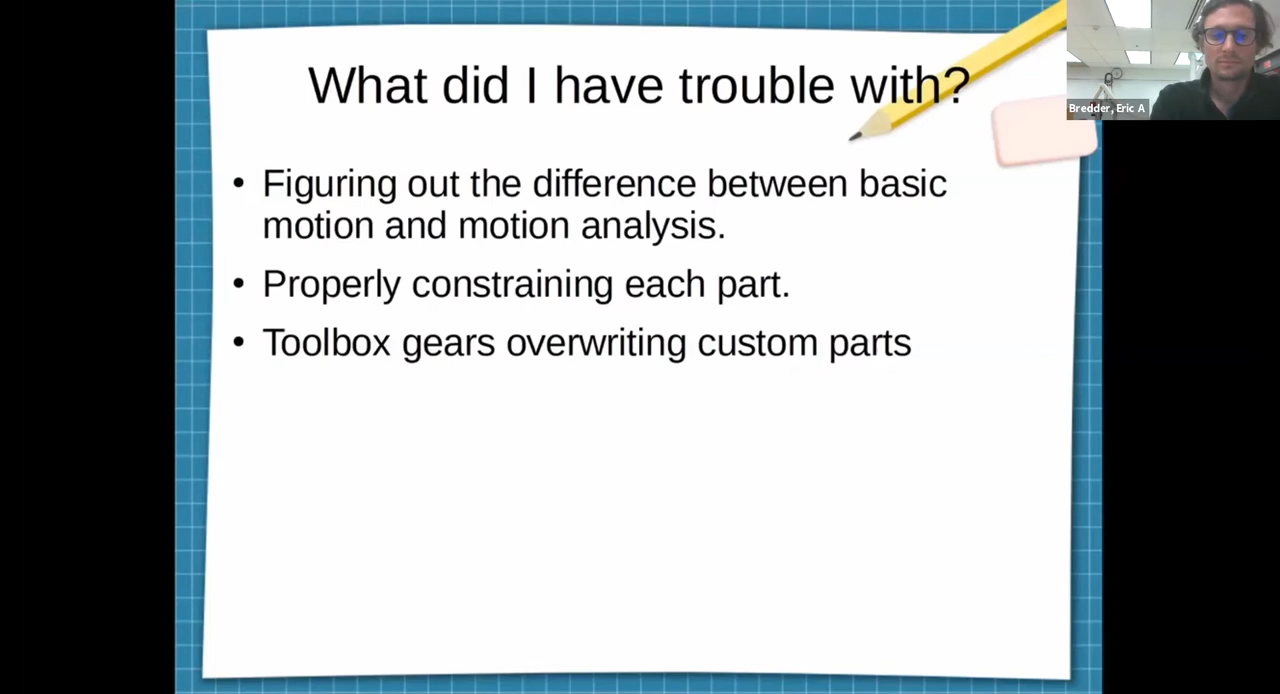 What did I have trouble with?
Bredder, Eric A
• Figuring out the difference between basic
motion and motion analysis.
• Properly constraining each part.
• Toolbox gears overwriting custom parts